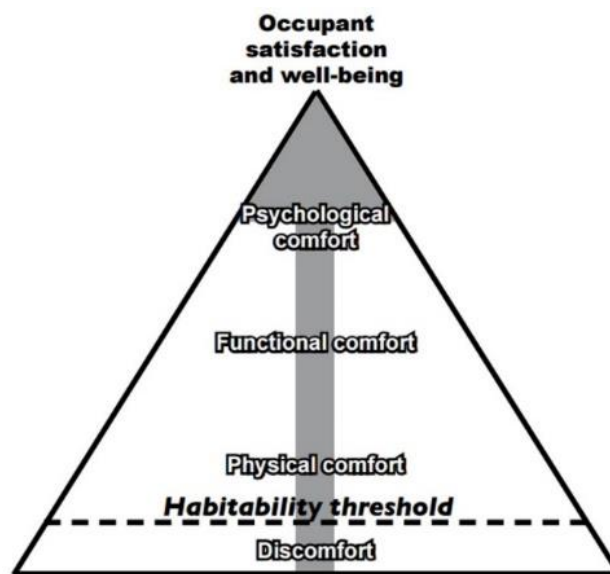 Occupant
satisfaction
and well-being
Psychological
comfort
Functional comfort
Physical comfort
Habitability threshold
Discomfort